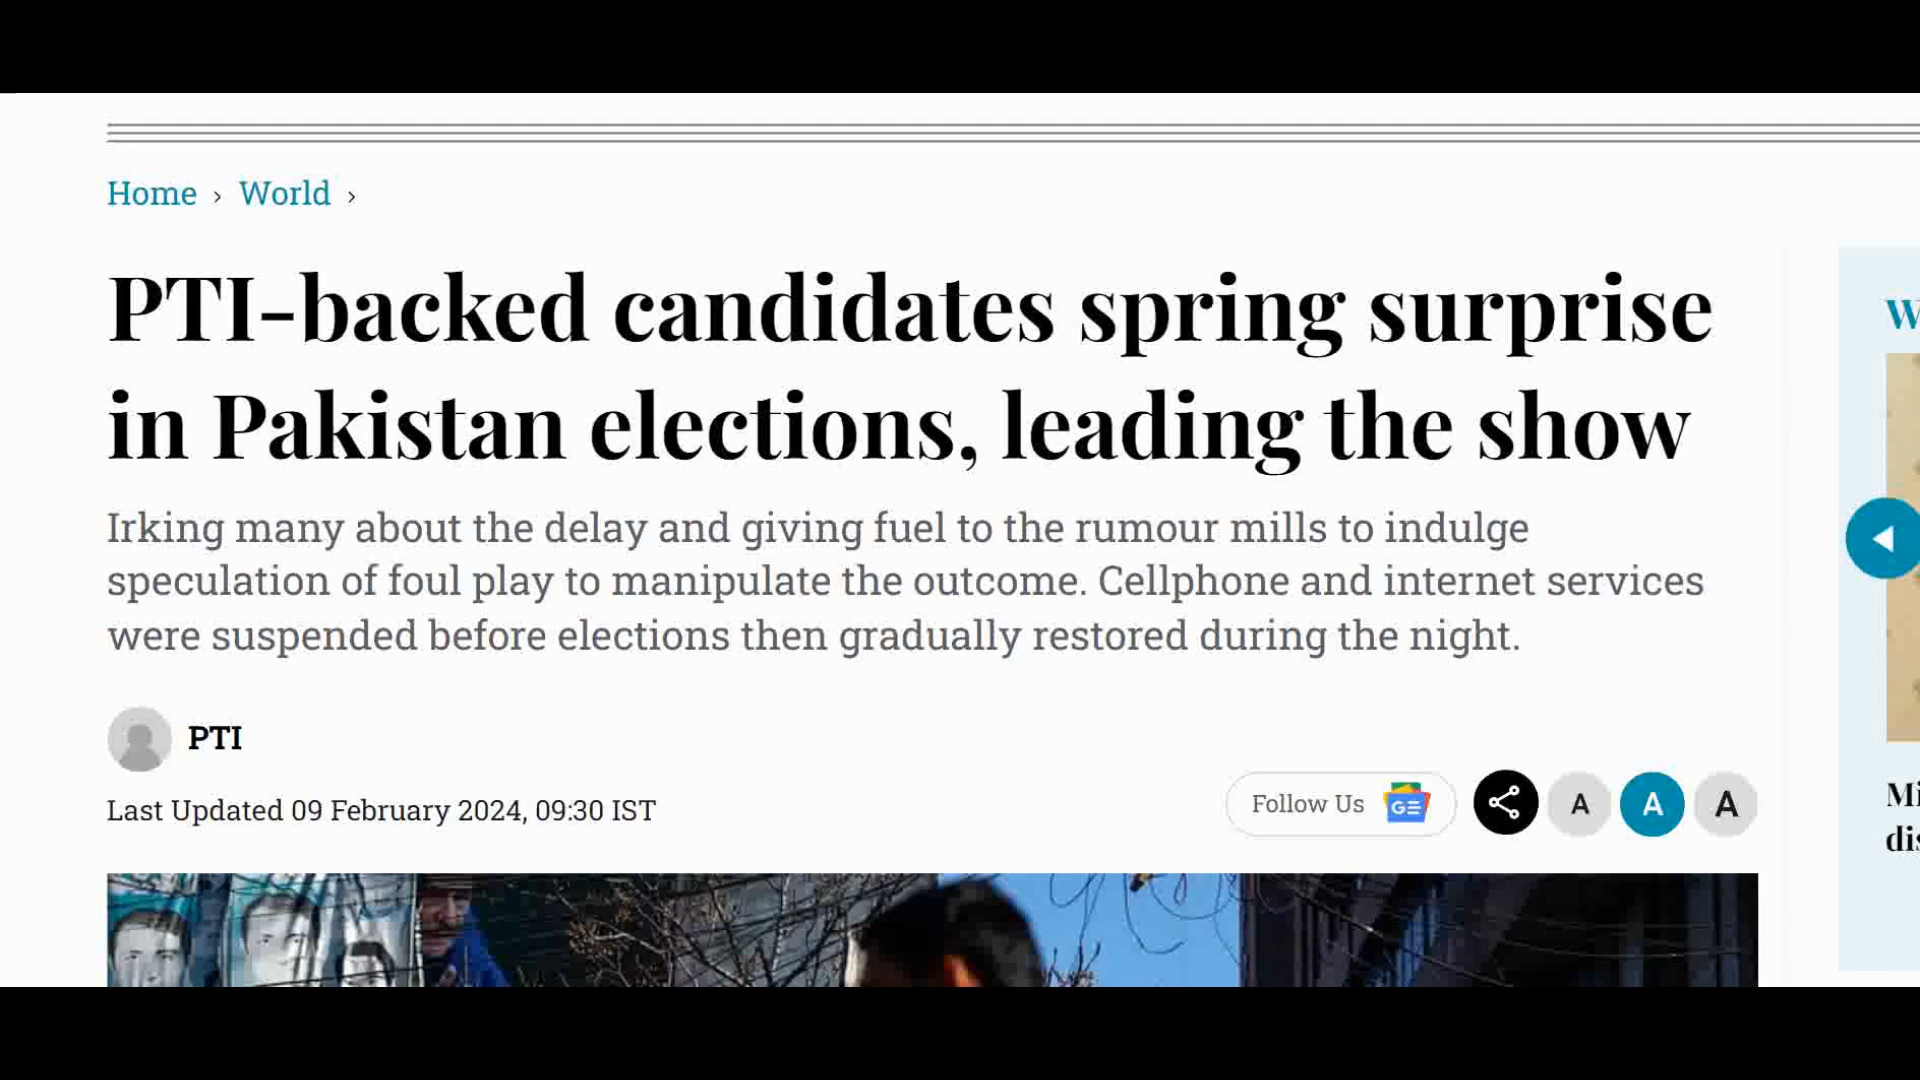 Home › World ›
PTI-backed candidates spring surprise
in Pakistan elections, leading the show
Irking many about the delay and giving fuel to the rumour mills to indulge
speculation of foul play to manipulate the outcome. Cellphone and internet services
were suspended before elections then gradually restored during the night.
PTI
Last Updated 09 February 2024, 09:30 IST
Follow Us GE A A A
W
Mi
dis